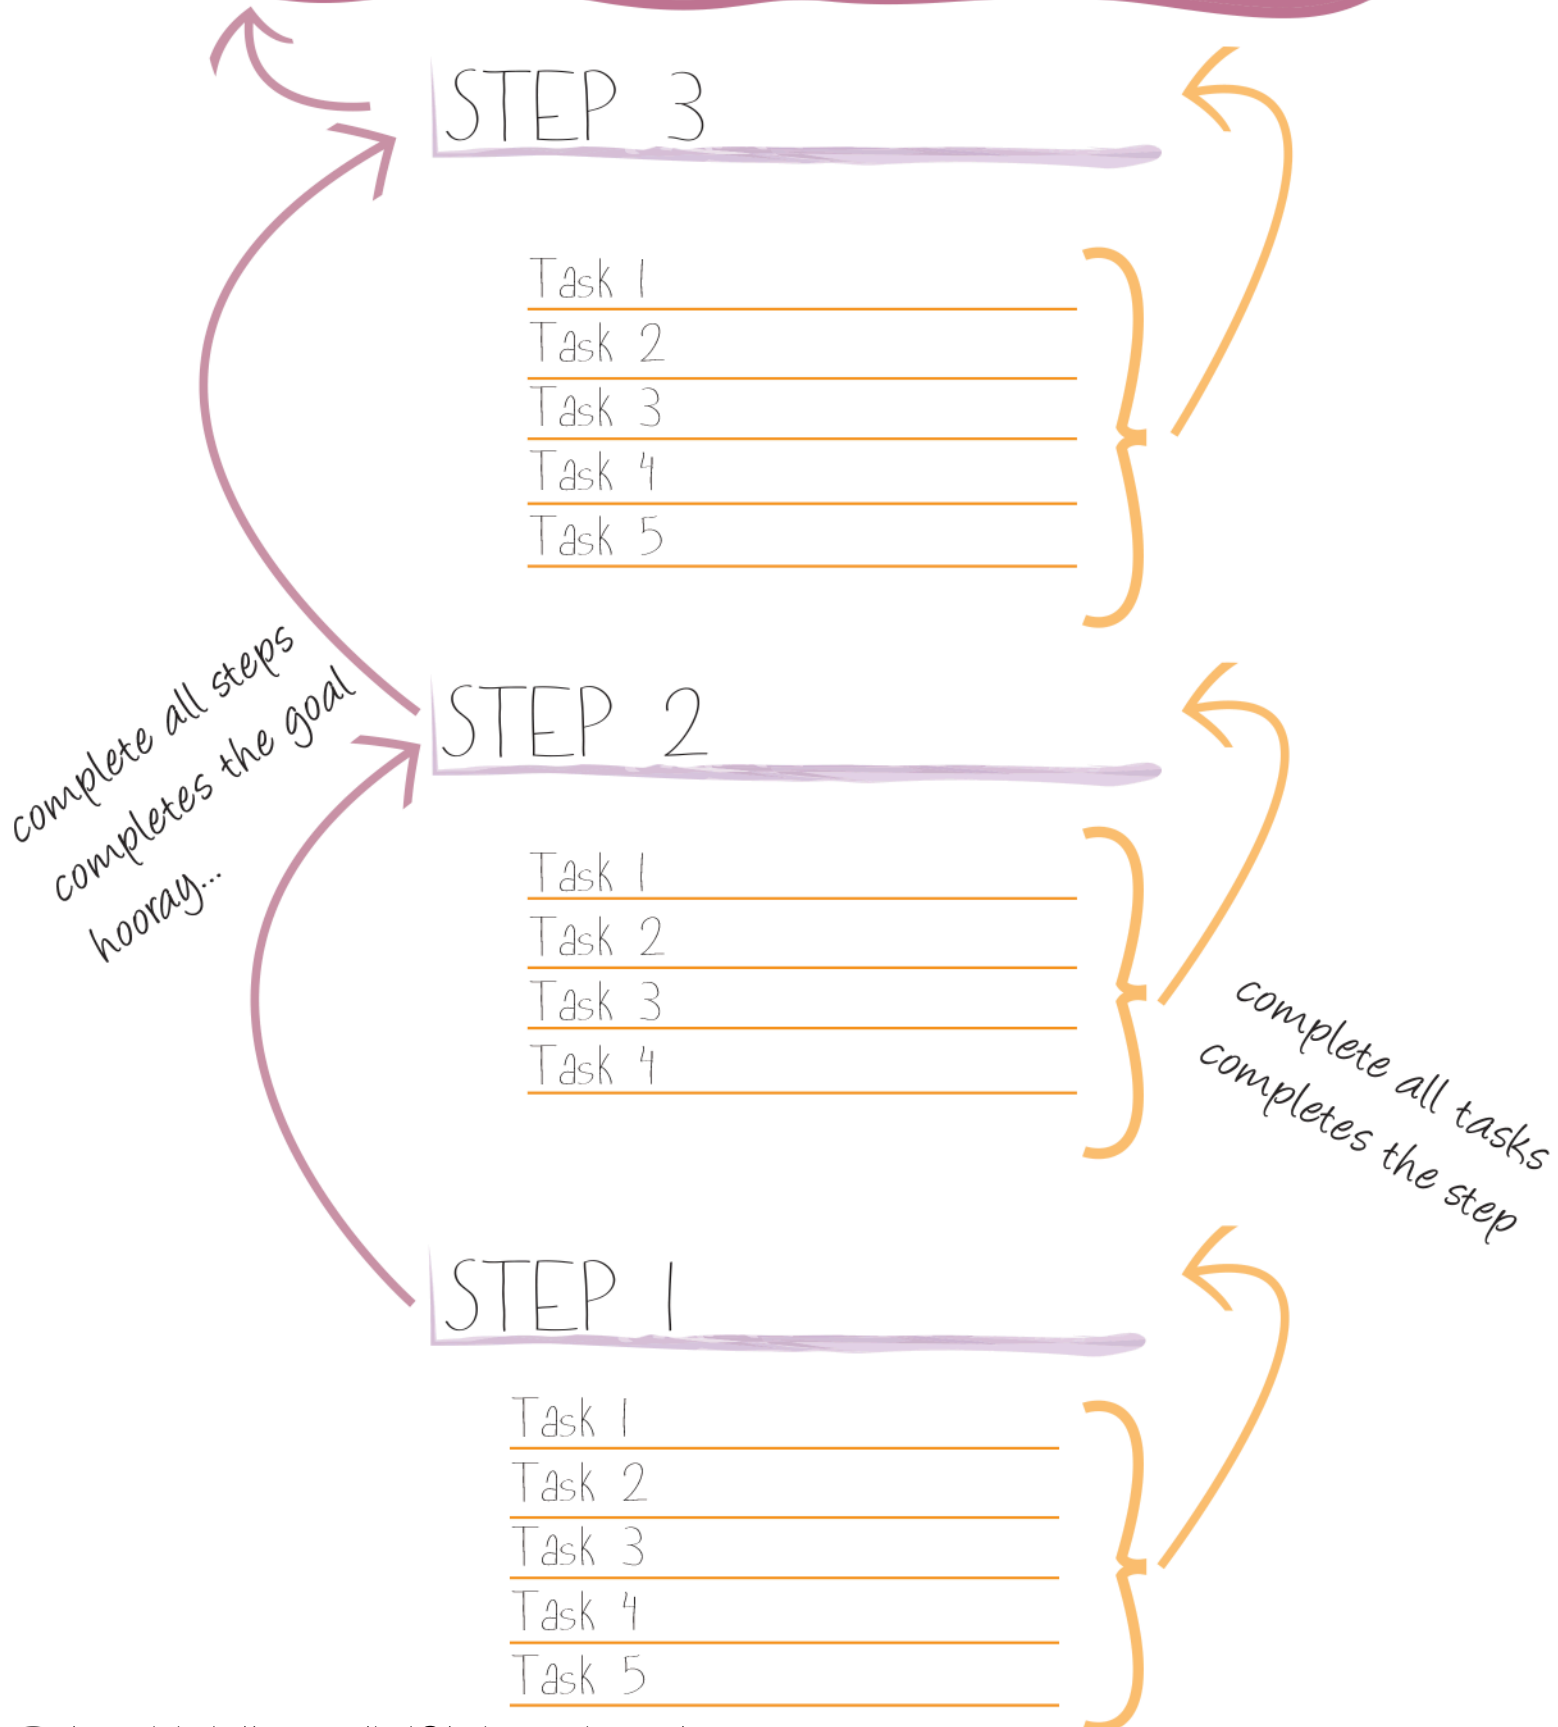 STEP 3
Task 1
Task 2
Task 3
Task 4
Task 5
complete all steps
completes the goal
hooray...
STEP 2
Task 1
Task 2
Task 3
Task 4
complete all tasks
completes the step
STEP 1
Task 1
Task 2
Task 3
Task 4
Task 5